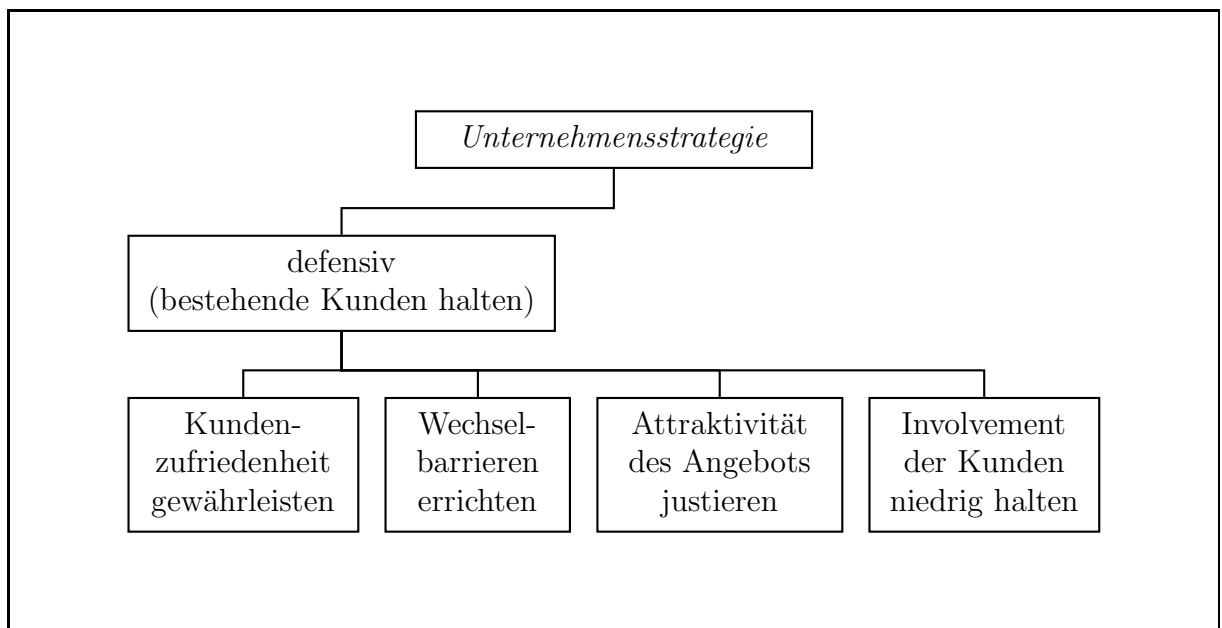 Unternehmensstrategie
defensiv
(bestehende Kunden halten)
Kunden-
zufriedenheit
gewährleisten
Wechsel-
barrieren
errichten
Attraktivität
des Angebots
justieren
Involvement
der Kunden
niedrig halten